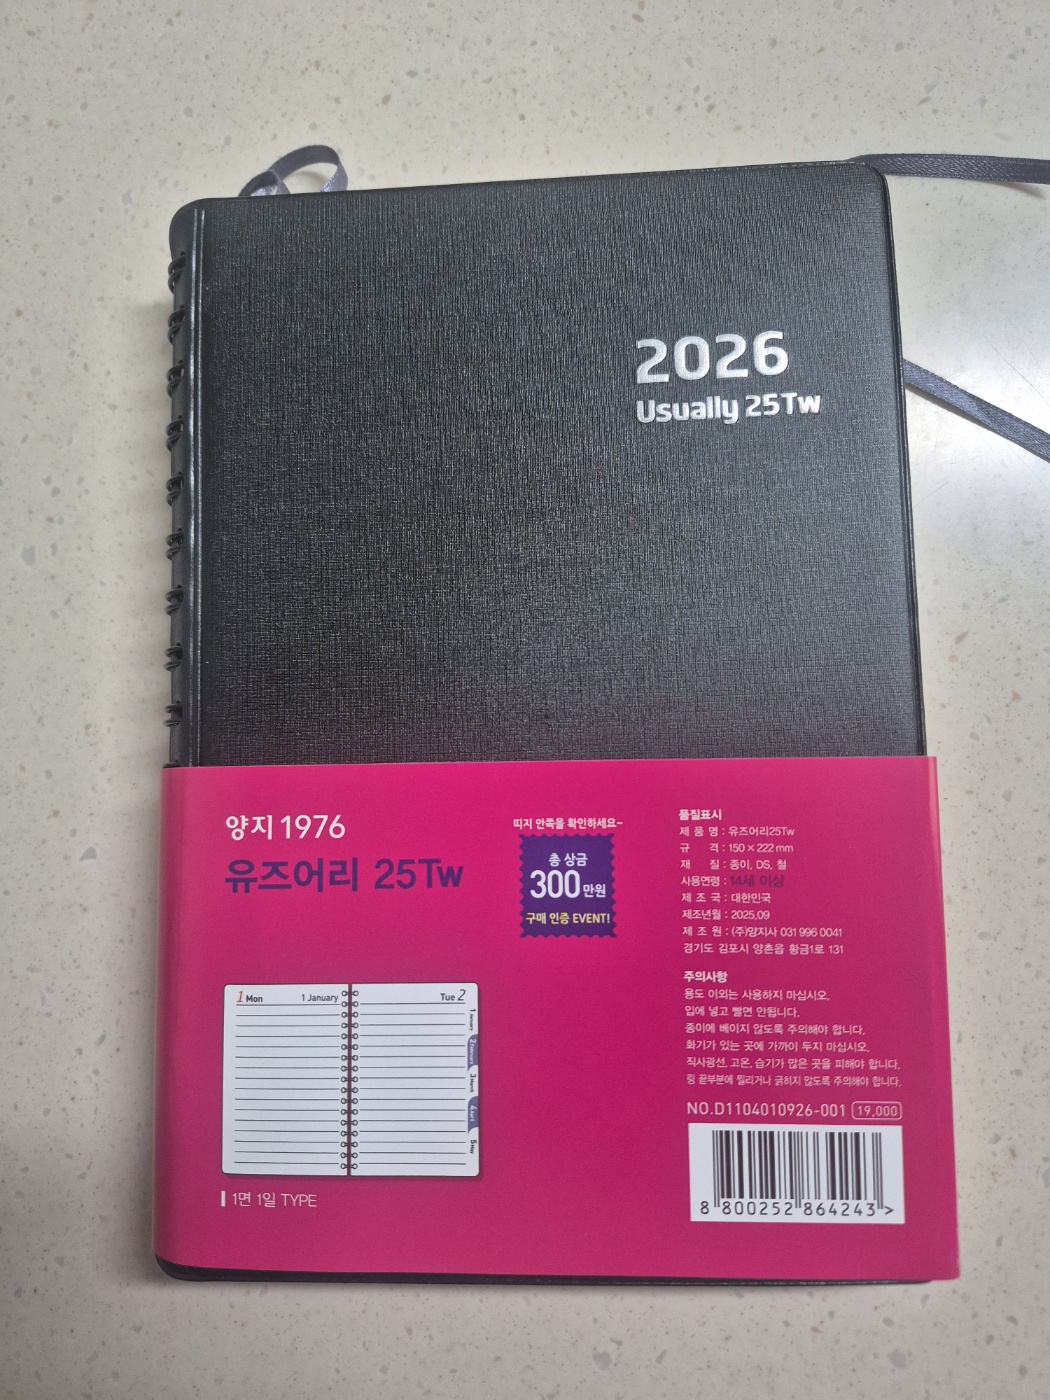 2026
Usually 25Tw
양지 1976
유즈어리 25Tw
띠지 안쪽을 확인하세요~
총 상금
300만원
구매 인증 EVENT!
품질표시
제 품 명 : 유즈어리25Tw
규 격 : 150 × 222 mm
재 질 : 종이, DS, 철
사용연령 : 14세 이상
제 조 국 : 대한민국
제조년월 : 2025.09
제 조 원 : (주)양지사 031 996 0041
경기도 김포시 양촌읍 황금1로 131
주의사항
용도 이외는 사용하지 마십시오.
입에 넣고 빨면 안됩니다.
종이에 베이지 않도록 주의해야 합니다.
화기가 있는 곳에 가까이 두지 마십시오.
직사광선, 고온, 습기가 많은 곳을 피해야 합니다.
링 끝부분에 찔리거나 긁히지 않도록 주의해야 합니다.
NO.D1104010926-001 19,000
8 800252 864243 >
1 Mon 1 January
Tue 2
1 January
2 February
3 March
4 April
5 May
1면 1일 TYPE